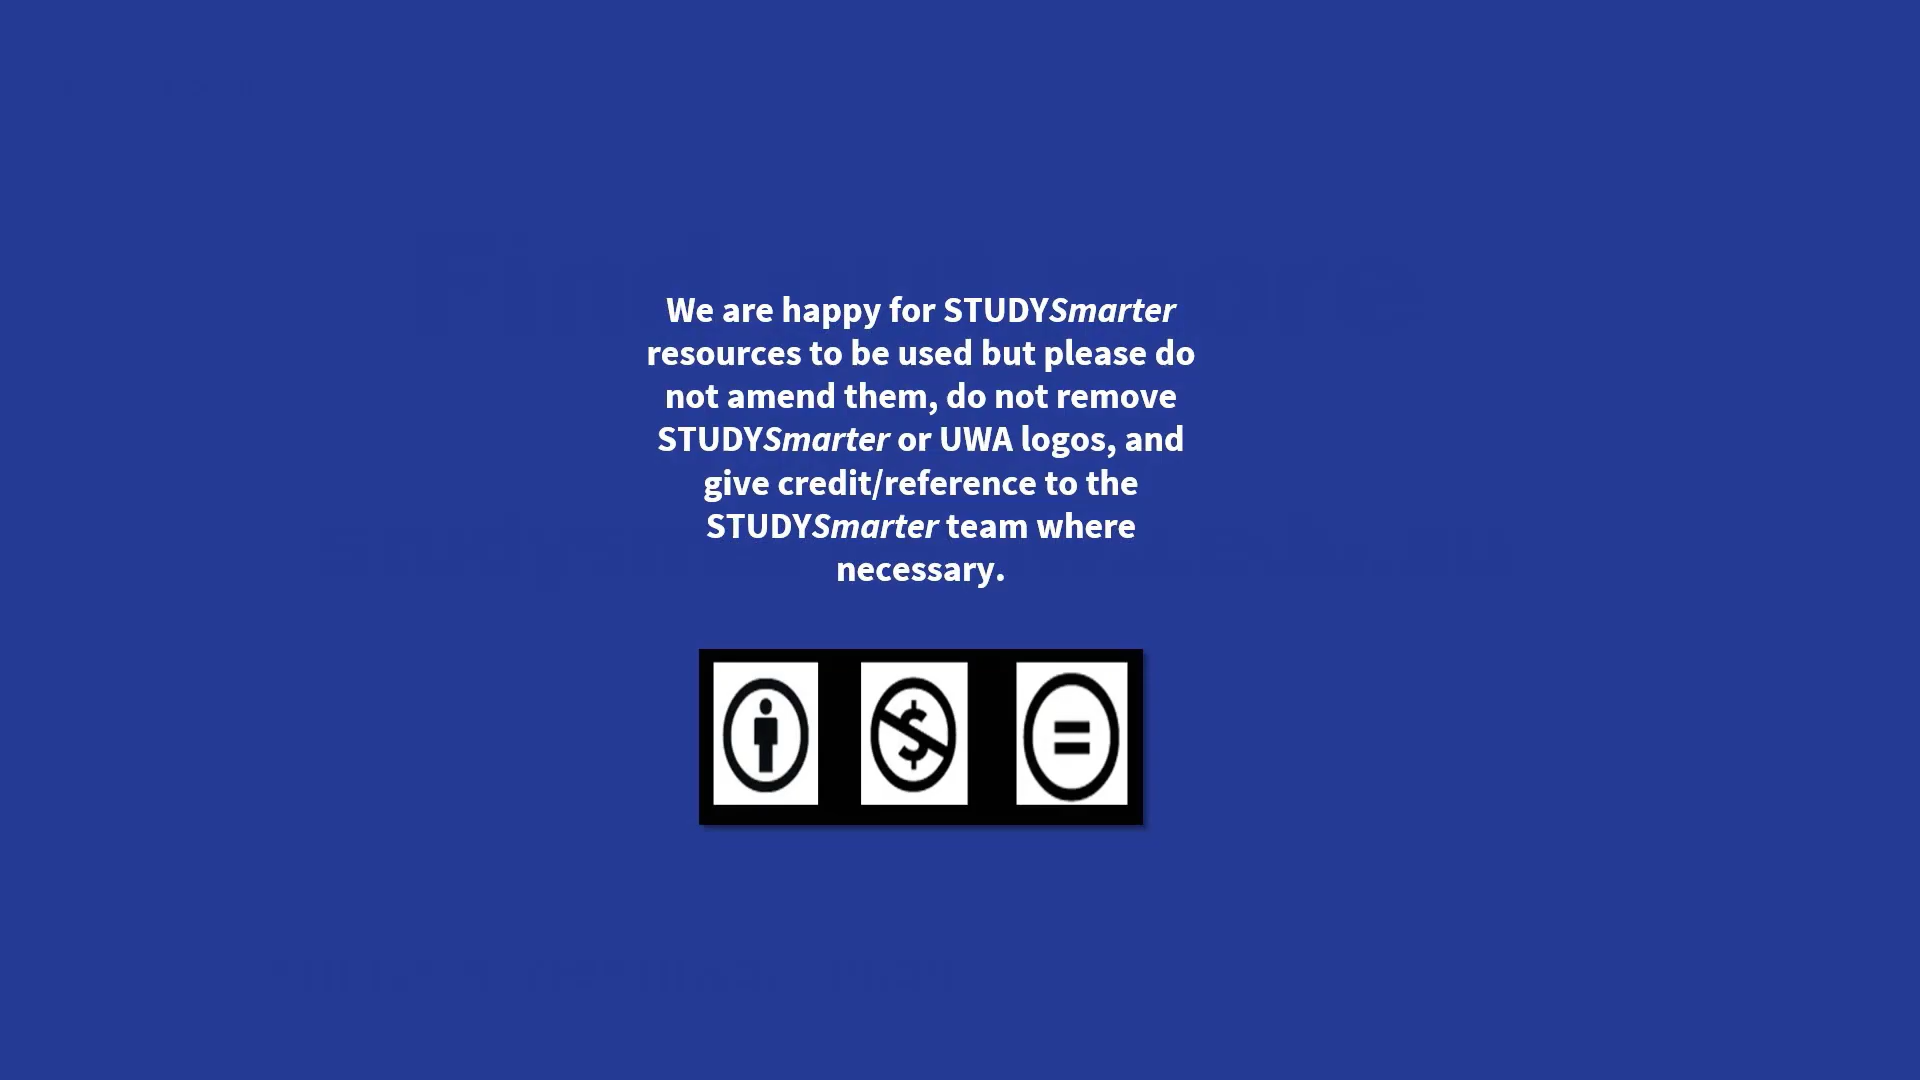 We are happy for STUDYSmarter
resources to be used but please do
not amend them, do not remove
STUDYSmarter or UWA logos, and
give credit/reference to the
STUDYSmarter team where
necessary.